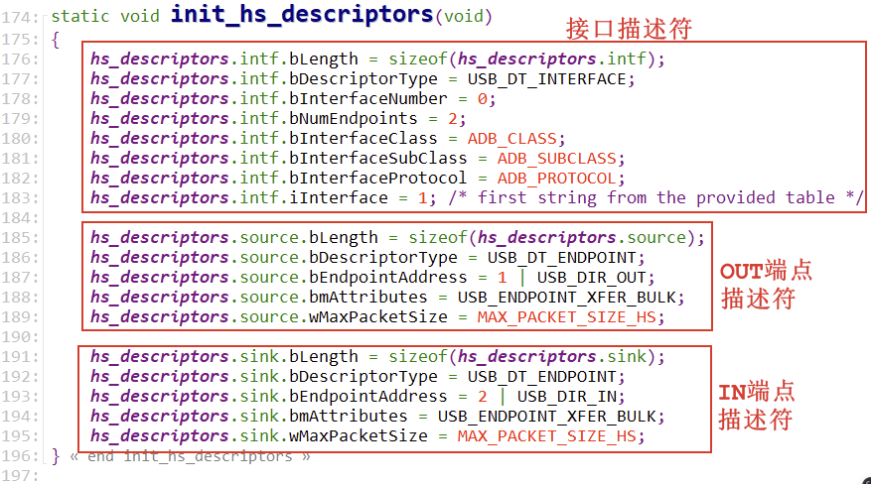 174: static void init_hs_descriptors(void)
接口描述符
175: {
176: hs_descriptors.intf.bLength = sizeof(hs_descriptors.intf);
177: hs_descriptors.intf.bDescriptorType = USB_DT_INTERFACE;
178: hs_descriptors.intf.bInterfaceNumber = 0;
179: hs_descriptors.intf.bNumEndpoints = 2;
180: hs_descriptors.intf.bInterfaceClass = ADB_CLASS;
181: hs_descriptors.intf.bInterfaceSubClass = ADB_SUBCLASS;
182: hs_descriptors.intf.bInterfaceProtocol = ADB_PROTOCOL;
183: hs_descriptors.intf.iInterface = 1; /* first string from the provided table */
184:
185: hs_descriptors.source.bLength = sizeof(hs_descriptors.source);
186: hs_descriptors.source.bDescriptorType = USB_DT_ENDPOINT;
187: hs_descriptors.source.bEndpointAddress = 1 | USB_DIR_OUT;
188: hs_descriptors.source.bmAttributes = USB_ENDPOINT_XFER_BULK;
189: hs_descriptors.source.wMaxPacketSize = MAX_PACKET_SIZE_HS;
OUT端点
描述符
190:
191: hs_descriptors.sink.bLength = sizeof(hs_descriptors.sink);
192: hs_descriptors.sink.bDescriptorType = USB_DT_ENDPOINT;
193: hs_descriptors.sink.bEndpointAddress = 2 | USB_DIR_IN;
194: hs_descriptors.sink.bmAttributes = USB_ENDPOINT_XFER_BULK;
195: hs_descriptors.sink.wMaxPacketSize = MAX_PACKET_SIZE_HS;
IN端点
描述符
196: } « end init_hs_descriptors »
197: